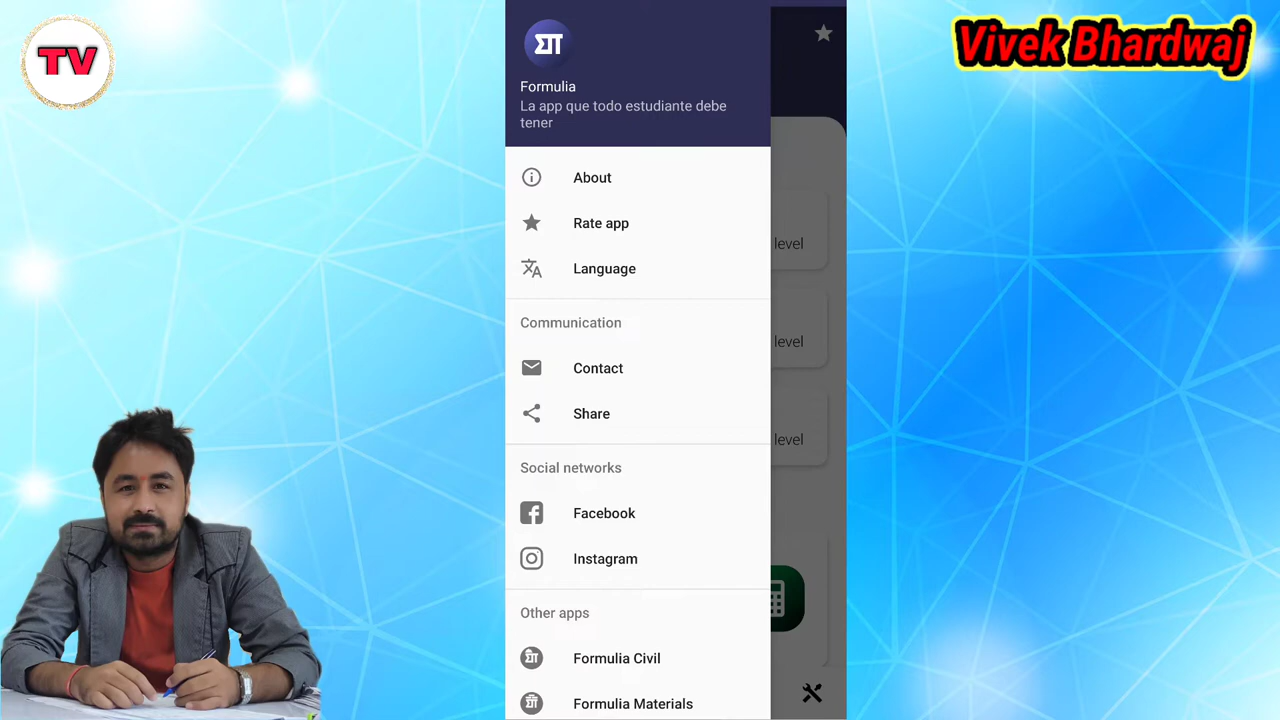 TV
Vivek Bhardwaj
ΣΠ
Formulia
La app que todo estudiante debe
tener
About
Rate app
Language
Communication
Contact
Share
Social networks
Facebook
Instagram
Other apps
Formulia Civil
Formulia Materials
level
level
level